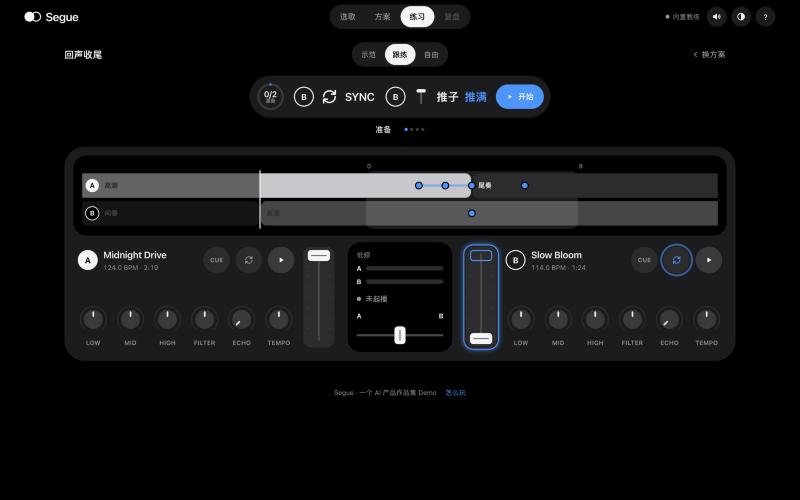 Segue
选歌 方案 练习 复盘
内置教练 ?
回声收尾
示范 跟练 自由
换方案
0/2
B SYNC B 推子 推满 开始
准备
0 8
A 高潮 尾奏
B 间奏 高潮
A Midnight Drive
124.0 BPM · 2:19
CUE
LOW MID HIGH FILTER ECHO TEMPO
低频
A
B
未起播
A B
B Slow Bloom
114.0 BPM · 1:24
CUE
LOW MID HIGH FILTER ECHO TEMPO
Segue · 一个 AI 产品作品集 Demo 怎么玩